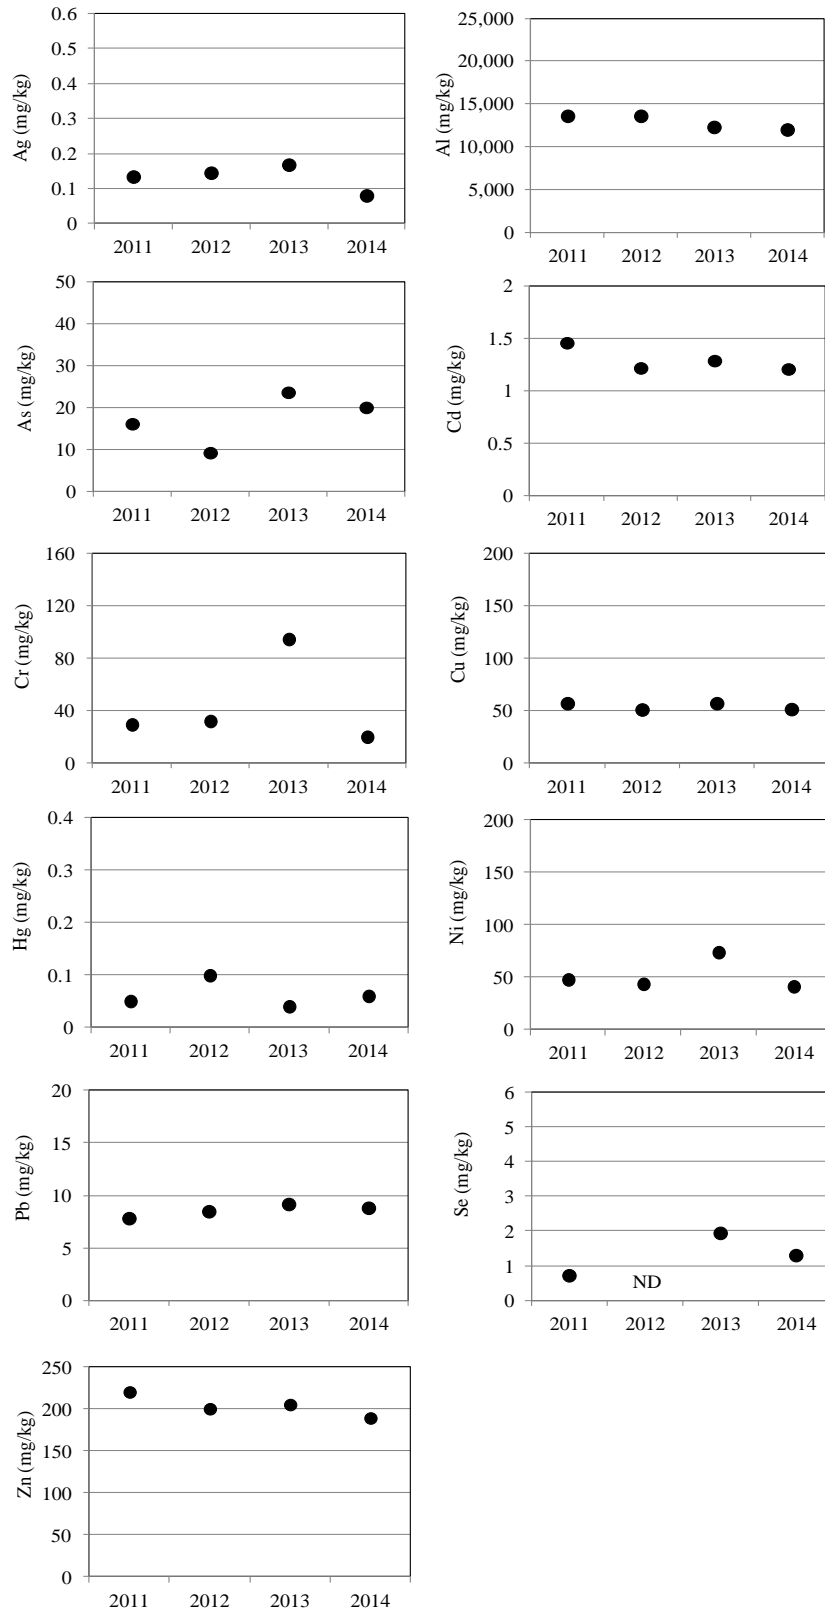 Ag (mg/kg)
0.6
0.5
0.4
0.3
0.2
0.1
0
2011 2012 2013 2014
Al (mg/kg)
25,000
20,000
15,000
10,000
5,000
0
2011 2012 2013 2014
As (mg/kg)
50
40
30
20
10
0
2011 2012 2013 2014
Cd (mg/kg)
2
1.5
1
0.5
0
2011 2012 2013 2014
Cr (mg/kg)
160
120
80
40
0
2011 2012 2013 2014
Cu (mg/kg)
200
150
100
50
0
2011 2012 2013 2014
Hg (mg/kg)
0.4
0.3
0.2
0.1
0
2011 2012 2013 2014
Ni (mg/kg)
200
150
100
50
0
2011 2012 2013 2014
Pb (mg/kg)
20
15
10
5
0
2011 2012 2013 2014
Se (mg/kg)
6
5
4
3
2
1
0
ND
2011 2012 2013 2014
Zn (mg/kg)
250
200
150
100
50
0
2011 2012 2013 2014